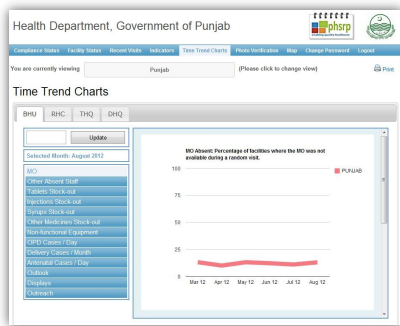 Health Department, Government of Punjab
phsrp
Compliance Status Facility Status Recent Visits Indicators Time Trend Charts Photo Verification Map Change Password Logout
You are currently viewing Punjab (Please click to change view) Print
Time Trend Charts
BHU RHC THQ DHQ
Update
Selected Month: August 2012
MO
Other Absent Staff
Tablets Stock-out
Injections Stock-out
Syrups Stock-out
Other Medicines Stock-out
Non-functional Equipment
OPD Cases / Day
Delivery Cases / Month
Antenatal Cases / Day
Outlook
Displays
Outreach
MO Absent: Percentage of facilities where the MO was not
available during a random visit.
PUNJAB
100
75
50
25
0
Mar 12 Apr 12 May 12 Jun 12 Jul 12 Aug 12